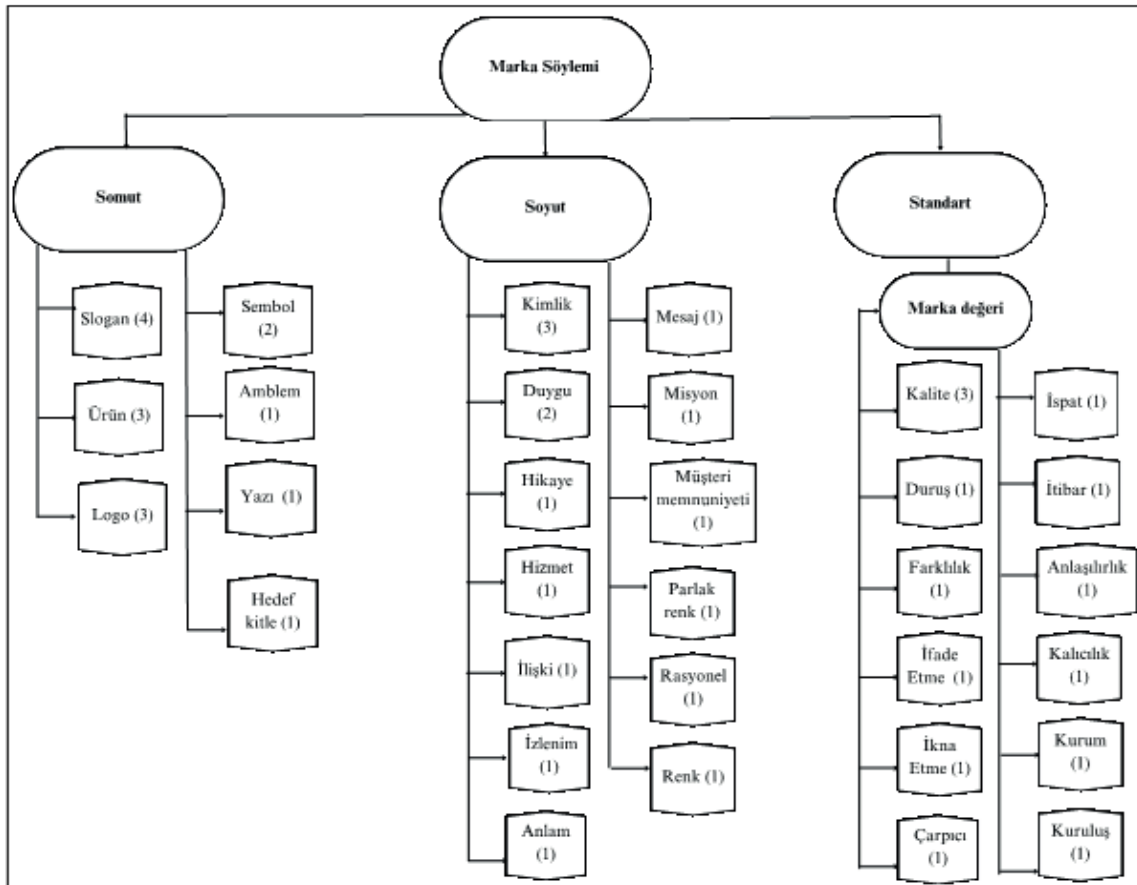 Marka Söylemi
Somut
Slogan (4)
Ürün (3)
Logo (3)
Sembol
(2)
Amblem
(1)
Yazı (1)
Hedef
kitle (1)
Soyut
Kimlik
(3)
Duygu
(2)
Hikaye
(1)
Hizmet
(1)
İlişki (1)
İzlenim
(1)
Anlam
(1)
Mesaj (1)
Misyon
(1)
Müşteri
memnuniyeti
(1)
Parlak
renk (1)
Rasyonel
(1)
Renk (1)
Standart
Marka değeri
Kalite (3)
Duruş (1)
Farklılık
(1)
İfade
Etme (1)
İkna
Etme (1)
Çarpıcı
(1)
İspat (1)
İtibar (1)
Anlaşılırlık
(1)
Kalıcılık
(1)
Kurum
(1)
Kuruluş
(1)